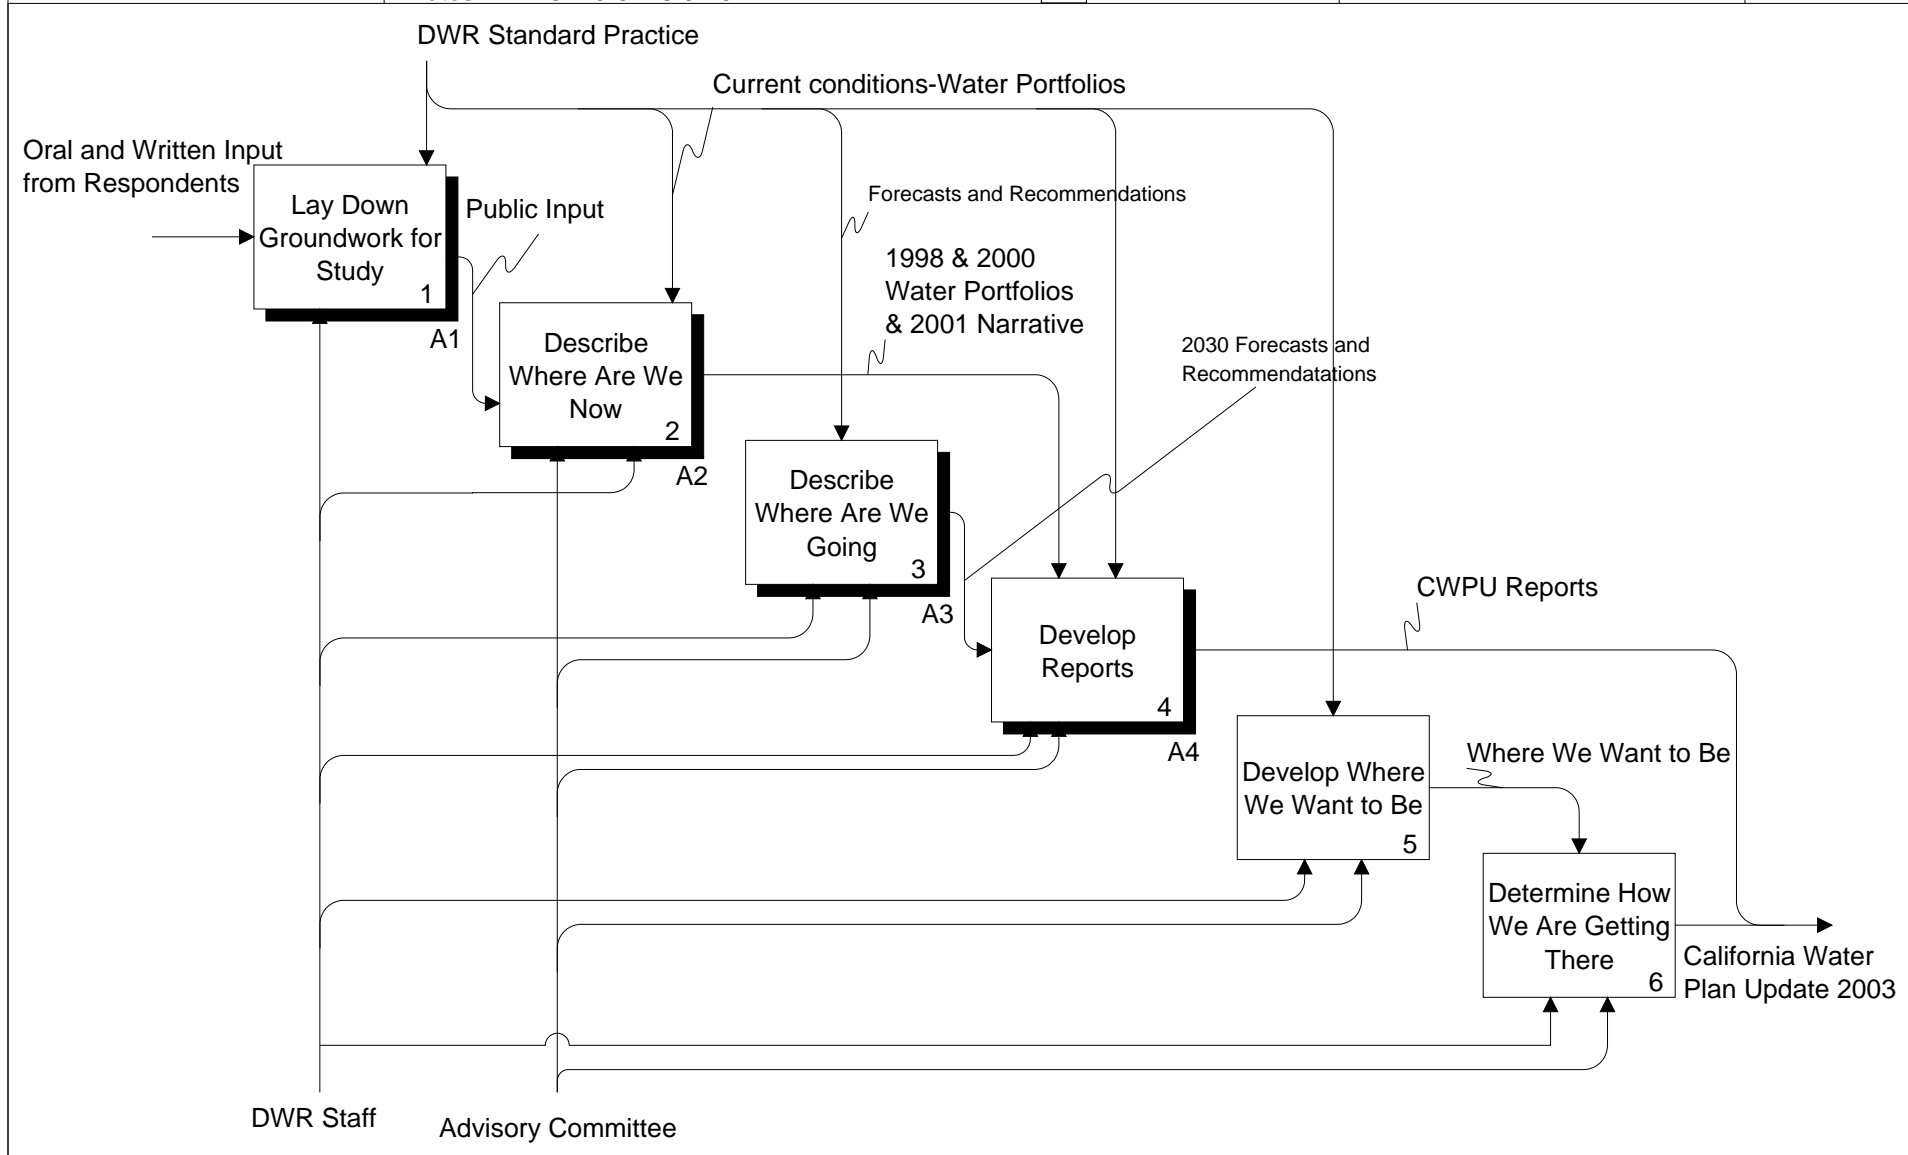 DWR Standard Practice
Current conditions-Water Portfolios
Oral and Written Input
from Respondents
Lay Down
Groundwork for
Study
1
A1
Public Input
Forecasts and Recommendations
1998 & 2000
Water Portfolios
& 2001 Narrative
Describe
Where Are We
Now
2
A2
2030 Forecasts and
Recommendatations
Describe
Where Are We
Going
3
A3
CWPU Reports
Develop
Reports
4
A4
Where We Want to Be
Develop Where
We Want to Be
5
Determine How
We Are Getting
There
6
California Water
Plan Update 2003
DWR Staff
Advisory Committee